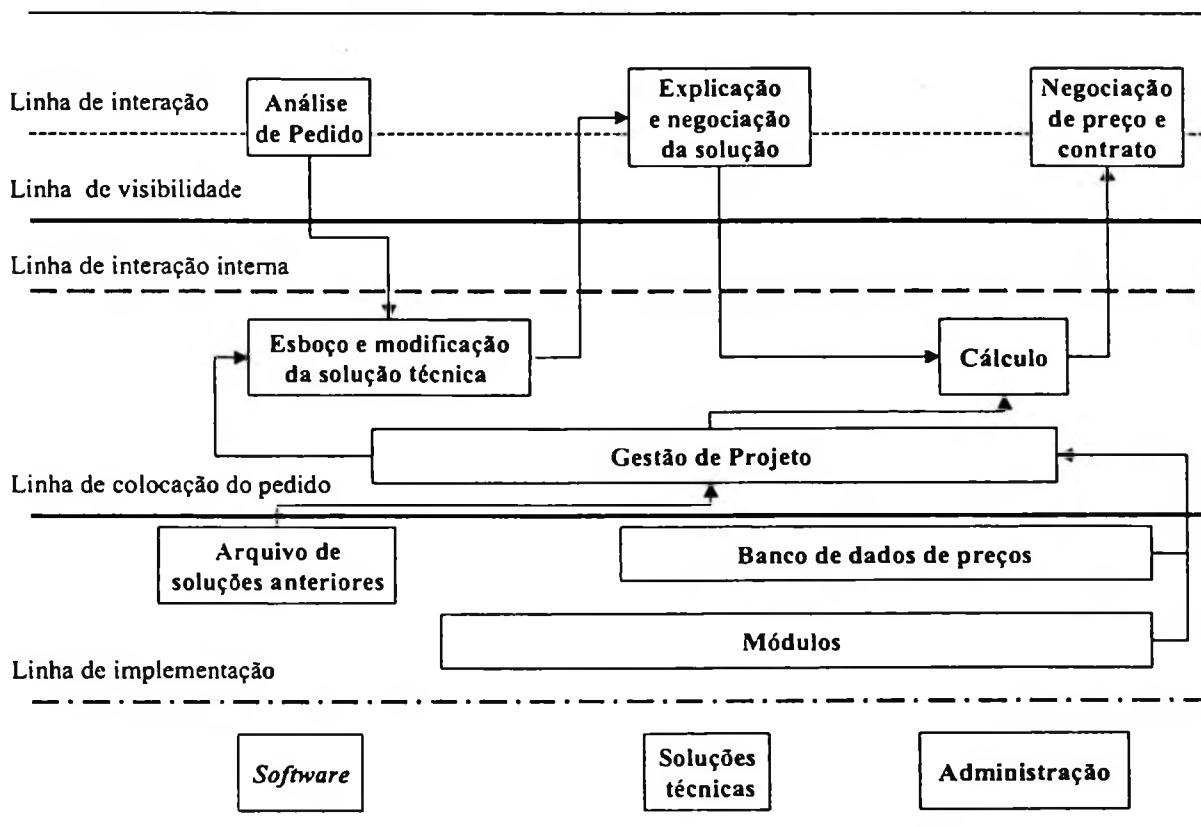 Linha de interação
Análise
de Pedido
Explicação
e negociação
da solução
Negociação
de preço e
contrato
Linha de visibilidade
Linha de interação interna
Esboço e modificação
da solução técnica
Cálculo
Gestão de Projeto
Linha de colocação do pedido
Arquivo de
soluções anteriores
Banco de dados de preços
Módulos
Linha de implementação
Software
Soluções
técnicas
Administração